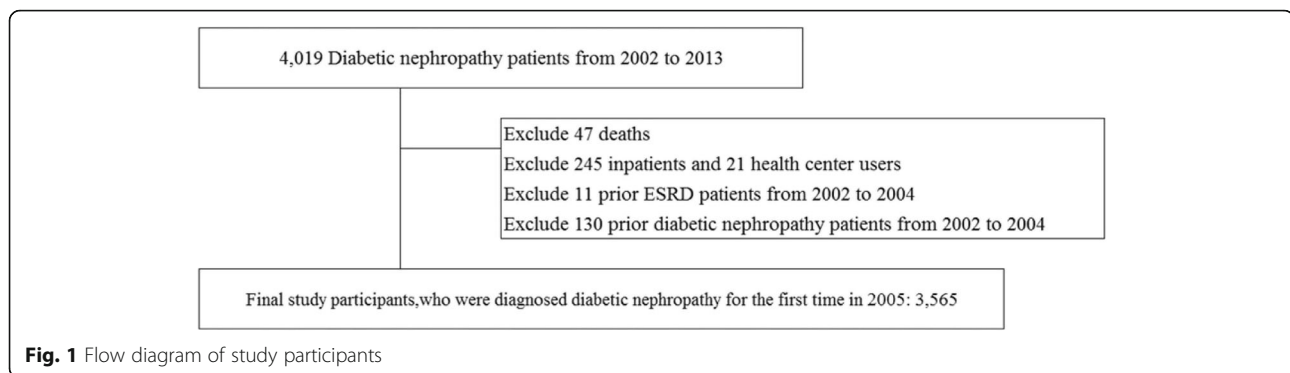 4,019 Diabetic nephropathy patients from 2002 to 2013
Exclude 47 deaths
Exclude 245 inpatients and 21 health center users
Exclude 11 prior ESRD patients from 2002 to 2004
Exclude 130 prior diabetic nephropathy patients from 2002 to 2004
Final study participants,who were diagnosed diabetic nephropathy for the first time in 2005: 3,565
Fig. 1 Flow diagram of study participants